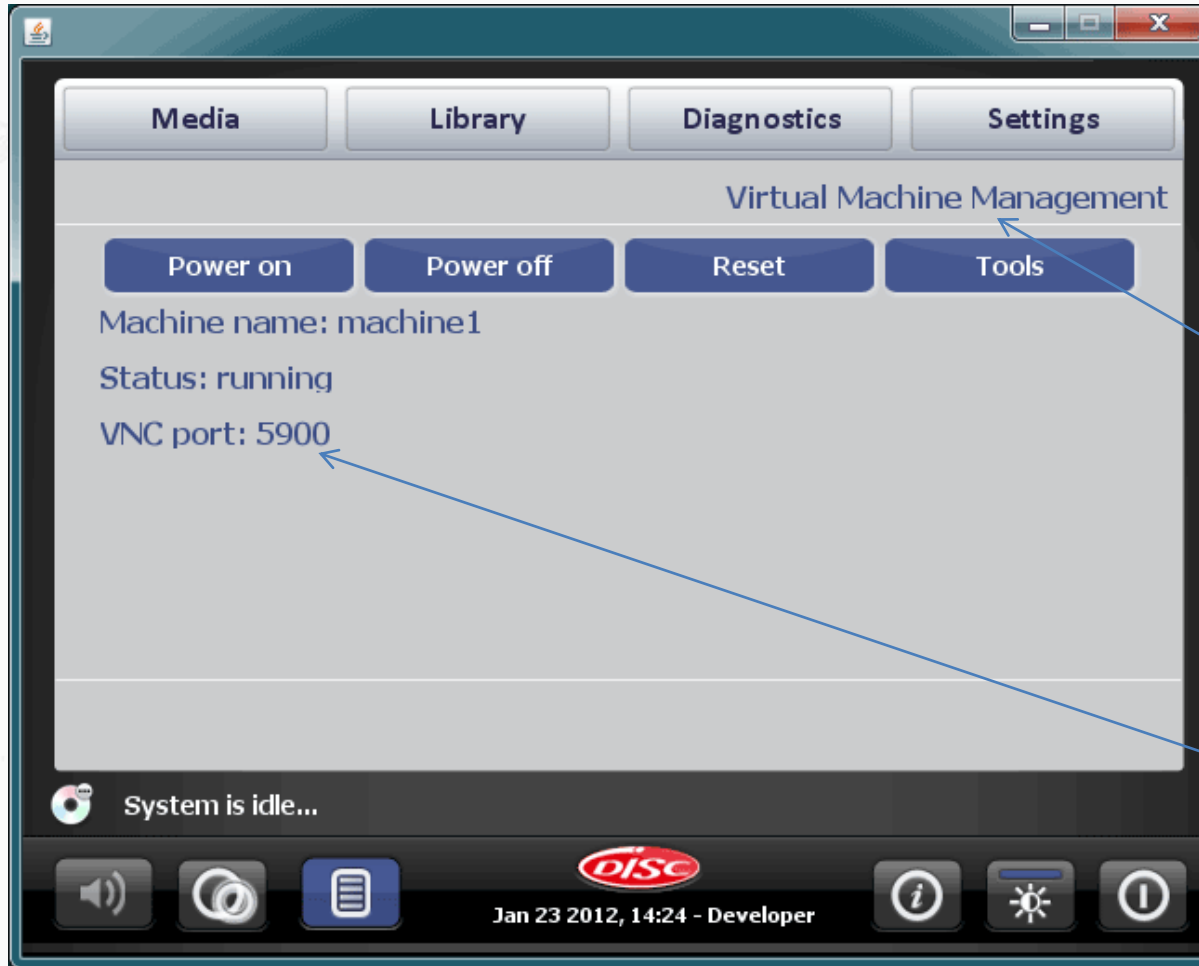 Media Library Diagnostics Settings
Virtual Machine Management
Power on Power off Reset Tools
Machine name: machine1
Status: running
VNC port: 5900
System is idle...
DISC
Jan 23 2012, 14:24 - Developer